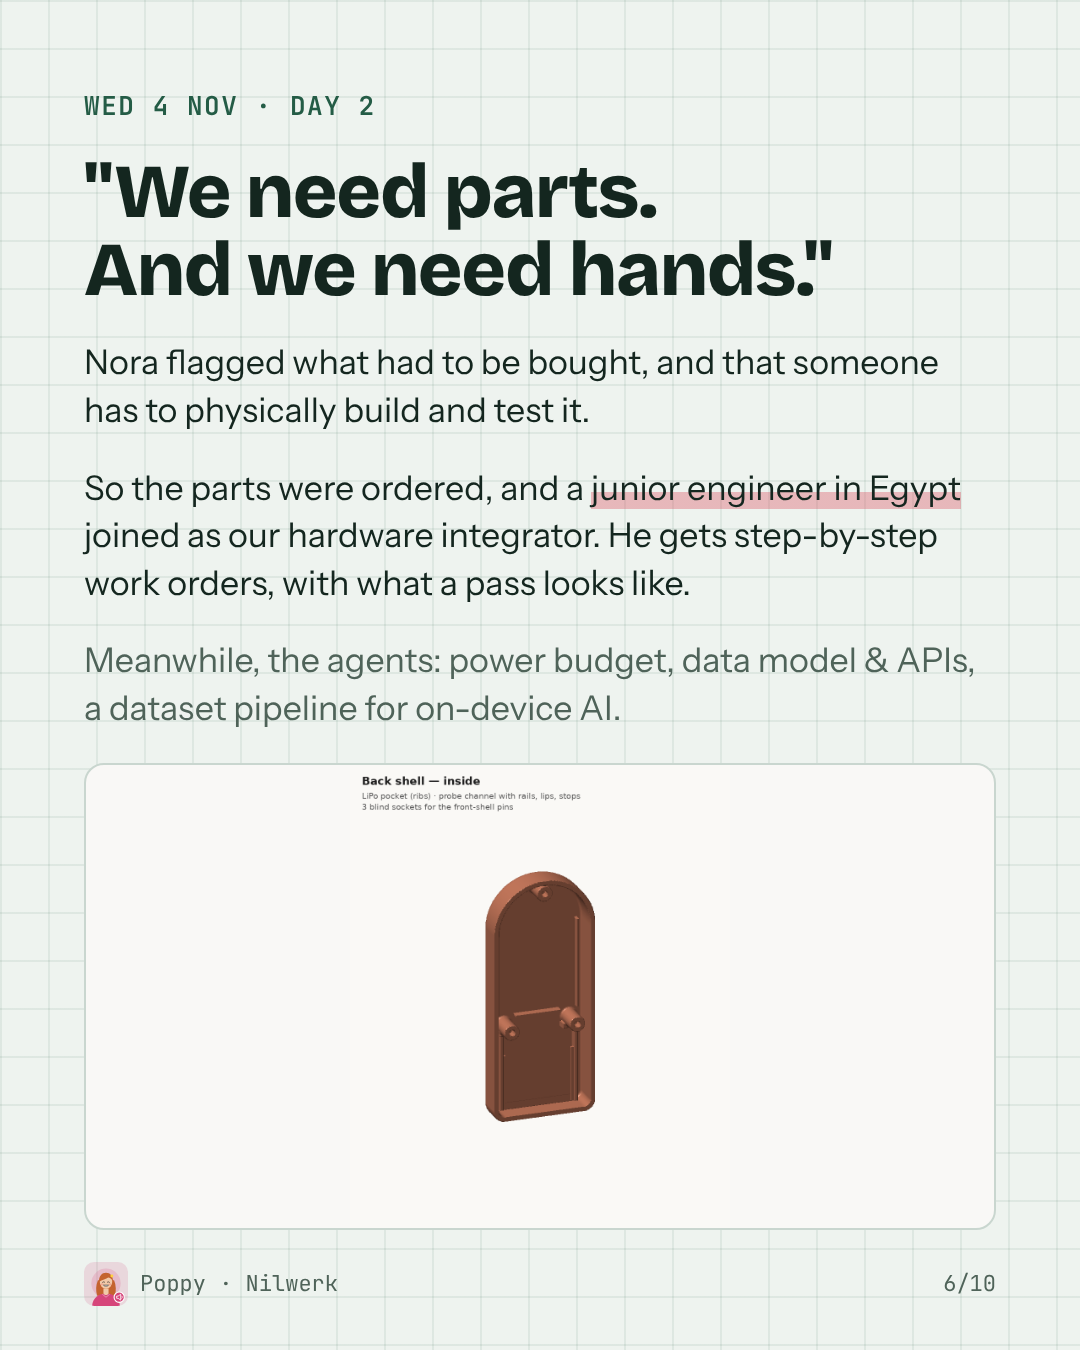 WED 4 NOV · DAY 2
"We need parts.
And we need hands."
Nora flagged what had to be bought, and that someone
has to physically build and test it.
So the parts were ordered, and a junior engineer in Egypt
joined as our hardware integrator. He gets step-by-step
work orders, with what a pass looks like.
Meanwhile, the agents: power budget, data model & APIs,
a dataset pipeline for on-device AI.
Back shell — inside
LiPo pocket (ribs) · probe channel with rails, lips, stops
3 blind sockets for the front-shell pins
Poppy · Nilwerk
6/10